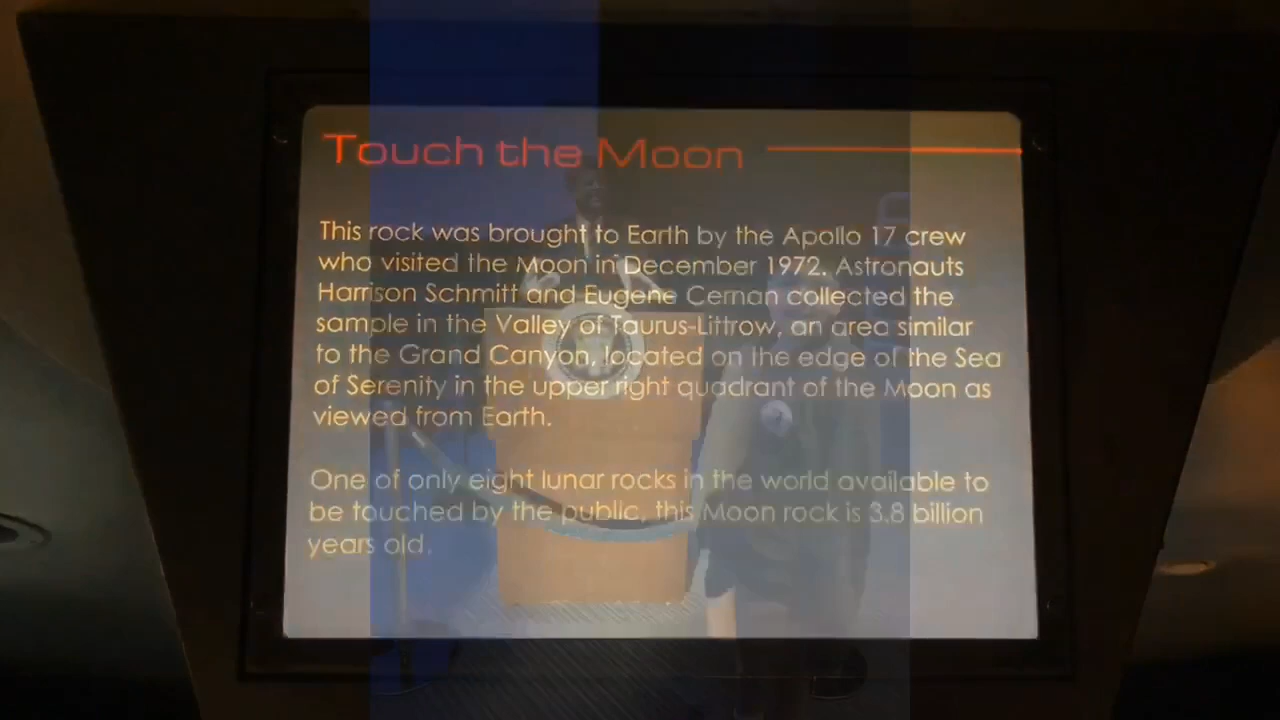 Touch the Moon
This rock was brought to Earth by the Apollo 17 crew
who visited the Moon in December 1972. Astronauts
Harrison Schmitt and Eugene Cernan collected the
sample in the Valley of Taurus-Littrow, an area similar
to the Grand Canyon, located on the edge of the Sea
of Serenity in the upper right quadrant of the Moon as
viewed from Earth.
One of only eight lunar rocks in the world available to
be touched by the public, this Moon rock is 3.8 billion
years old.